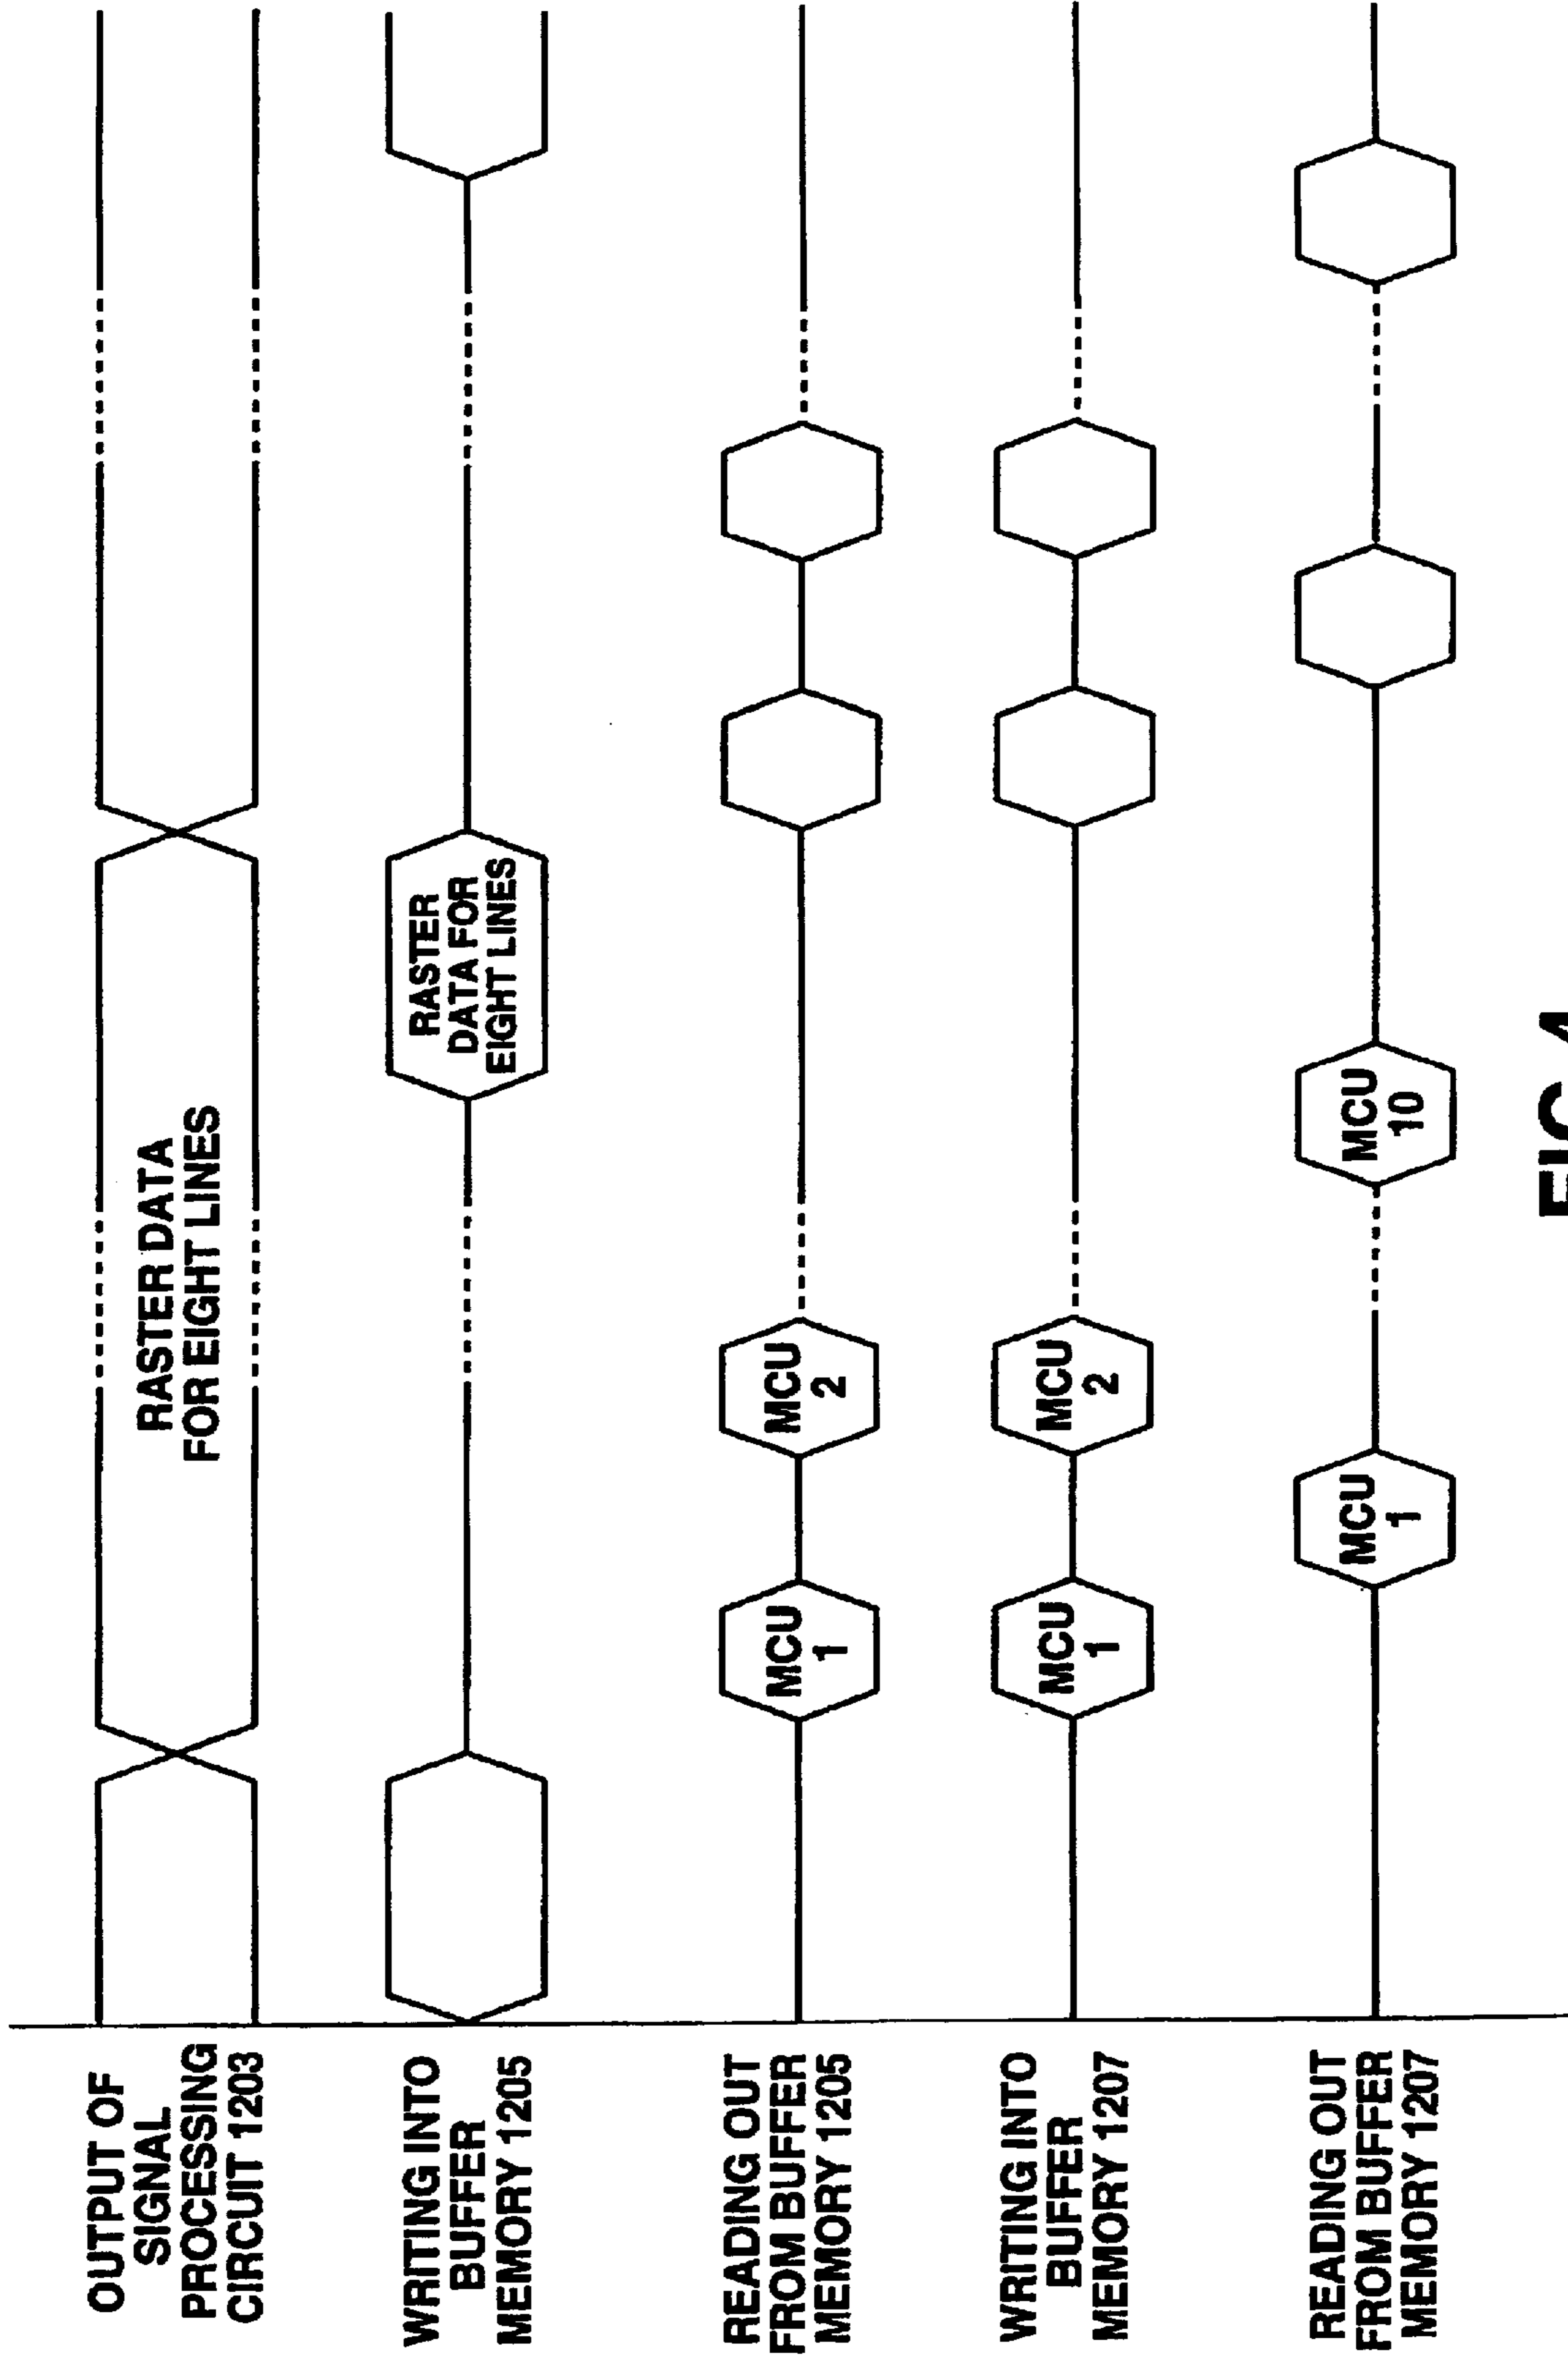 OUTPUT OF
SIGNAL
PROCESSING
CIRCUIT 1203
RASTER DATA
FOR EIGHT LINES
WRITING INTO
BUFFER
MEMORY 1205
RASTER
DATA FOR
EIGHT LINES
READING OUT
FROM BUFFER
MEMORY 1205
MCU
1
MCU
2
WRITING INTO
BUFFER
MEMORY 1207
MCU
1
MCU
2
READING OUT
FROM BUFFER
MEMORY 1207
MCU
1
MCU
10